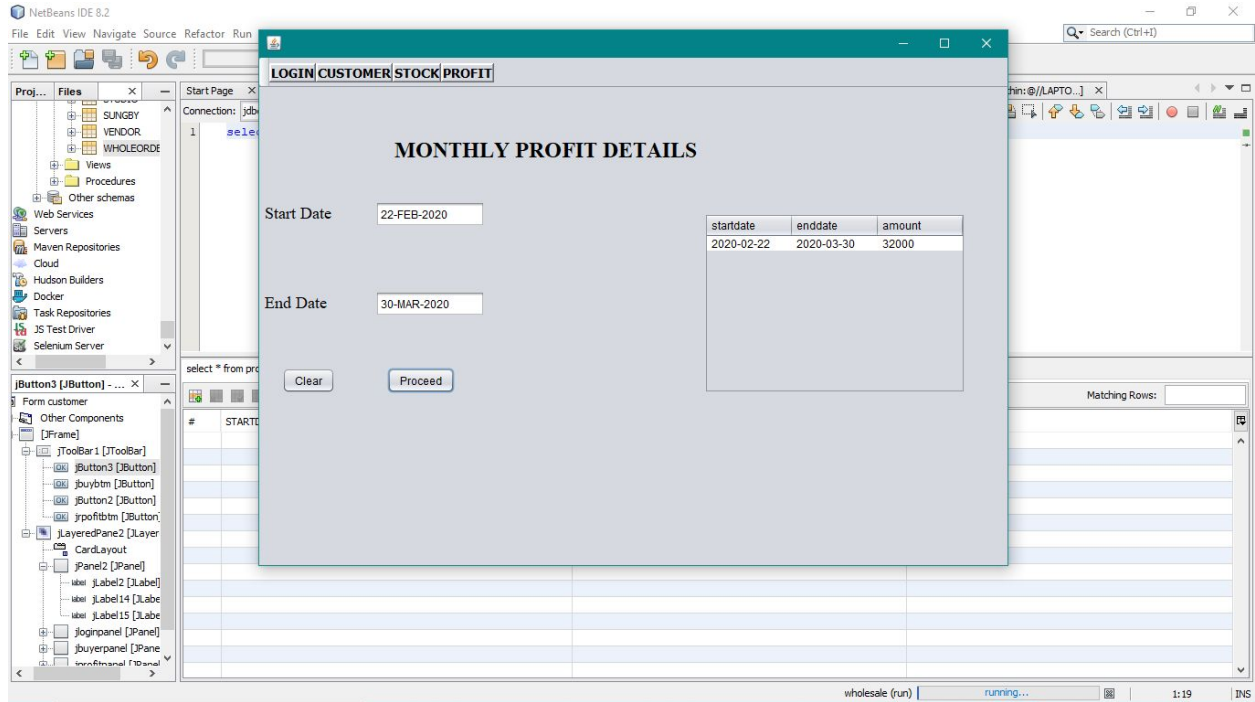 NetBeans IDE 8.2
File Edit View Navigate Source Refactor Run
Search (Ctrl+I)
LOGIN CUSTOMER STOCK PROFIT
Proj... Files
Start Page
thin:@//LAPTO...]
SUNGBY
VENDOR
WHOLEORDE
Views
Procedures
Other schemas
Web Services
Servers
Maven Repositories
Cloud
Hudson Builders
Docker
Task Repositories
JS Test Driver
Selenium Server
Connection: jdb
1 selec
MONTHLY PROFIT DETAILS
Start Date 22-FEB-2020
End Date 30-MAR-2020
Clear Proceed
startdate enddate amount
2020-02-22 2020-03-30 32000
select * from pro
Matching Rows:
# STARTD
jButton3 [JButton] - ...
Form customer
Other Components
[JFrame]
jToolBar1 [JToolBar]
jButton3 [JButton]
jbuybtm [JButton]
jButton2 [JButton]
jrpofitbtm [JButton]
jLayeredPane2 [JLayer
CardLayout
jPanel2 [JPanel]
label jLabel2 [JLabel]
label jLabel14 [JLabe
label jLabel15 [JLabe
jloginpanel [JPanel]
jbuyerpanel [JPane
jprofitpanel [JPanel
wholesale (run) running... 1:19 INS